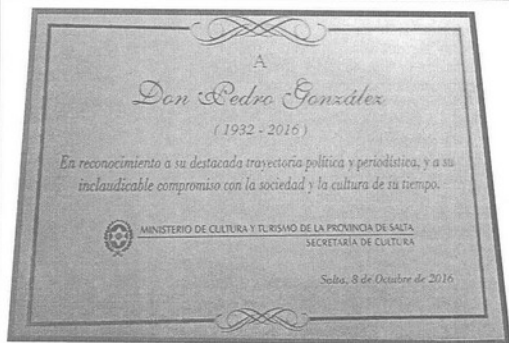 A
Don Pedro González
( 1932 - 2016 )
En reconocimiento a su destacada trayectoria política y periodística, y a su
inclaudicable compromiso con la sociedad y la cultura de su tiempo.
MINISTERIO DE CULTURA Y TURISMO DE LA PROVINCIA DE SALTA
SECRETARÍA DE CULTURA
Salta, 8 de Octubre de 2016